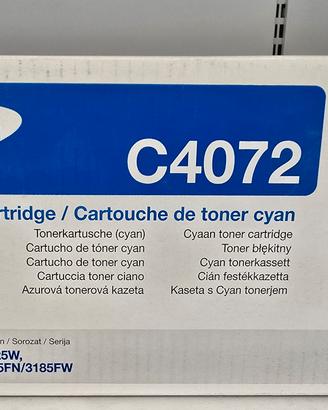 C4072
rtridge / Cartouche de toner cyan
Tonerkartusche (cyan) Cyaan toner cartridge
Cartucho de tóner cyan Toner błękitny
Cartucho de toner cyan Cyan tonerkassett
Cartuccia toner ciano Cián festékkazetta
Azurová tonerová kazeta Kaseta s Cyan tonerjem
n / Sorozat / Serija
25W,
5FN/3185FW